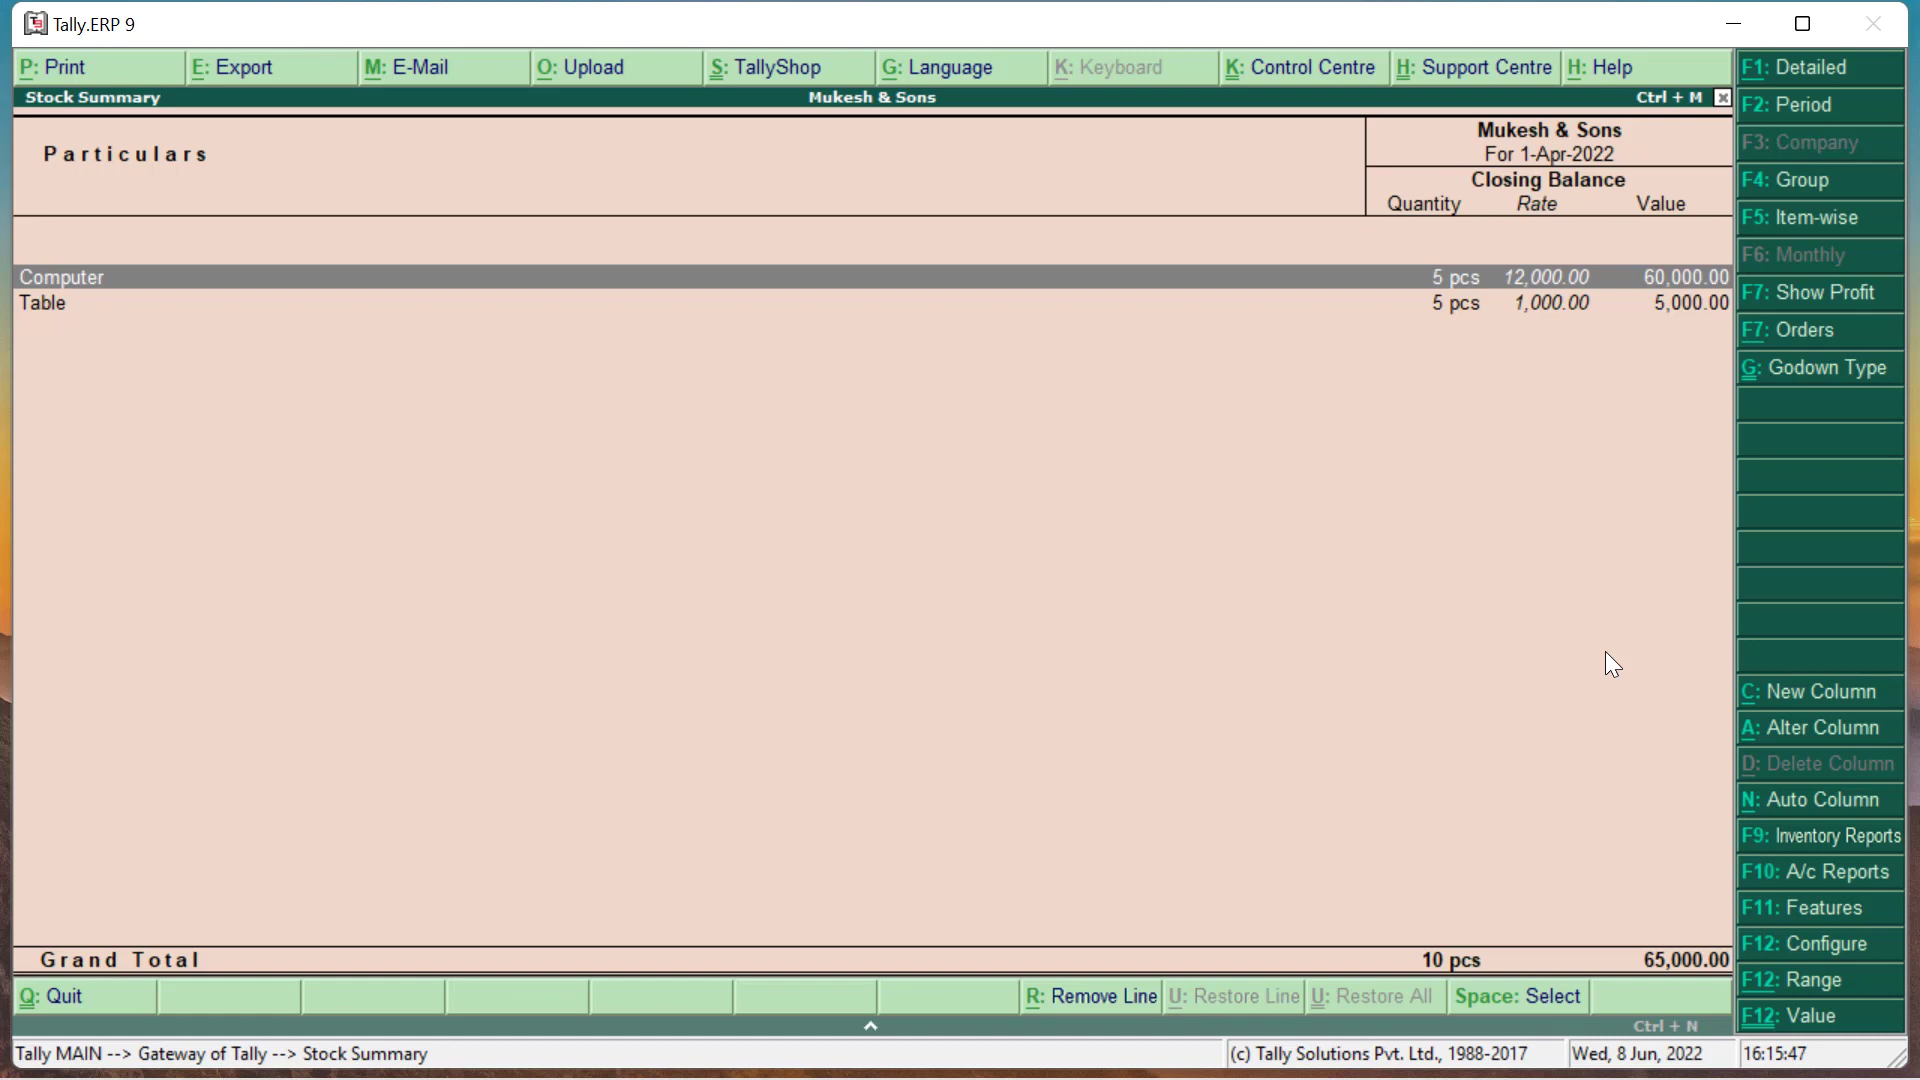 Tally.ERP 9
P: Print E: Export M: E-Mail O: Upload S: TallyShop G: Language K: Keyboard K: Control Centre H: Support Centre H: Help
Stock Summary Mukesh & Sons Ctrl + M
Particulars
Mukesh & Sons
For 1-Apr-2022
Closing Balance
Quantity Rate Value
Computer 5 pcs 12,000.00 60,000.00
Table 5 pcs 1,000.00 5,000.00
Grand Total 10 pcs 65,000.00
F1: Detailed
F2: Period
F3: Company
F4: Group
F5: Item-wise
F6: Monthly
F7: Show Profit
F7: Orders
G: Godown Type
C: New Column
A: Alter Column
D: Delete Column
N: Auto Column
F9: Inventory Reports
F10: A/c Reports
F11: Features
F12: Configure
F12: Range
F12: Value
Q: Quit R: Remove Line U: Restore Line U: Restore All Space: Select
Ctrl + N
Tally MAIN --> Gateway of Tally --> Stock Summary (c) Tally Solutions Pvt. Ltd., 1988-2017 Wed, 8 Jun, 2022 16:15:47